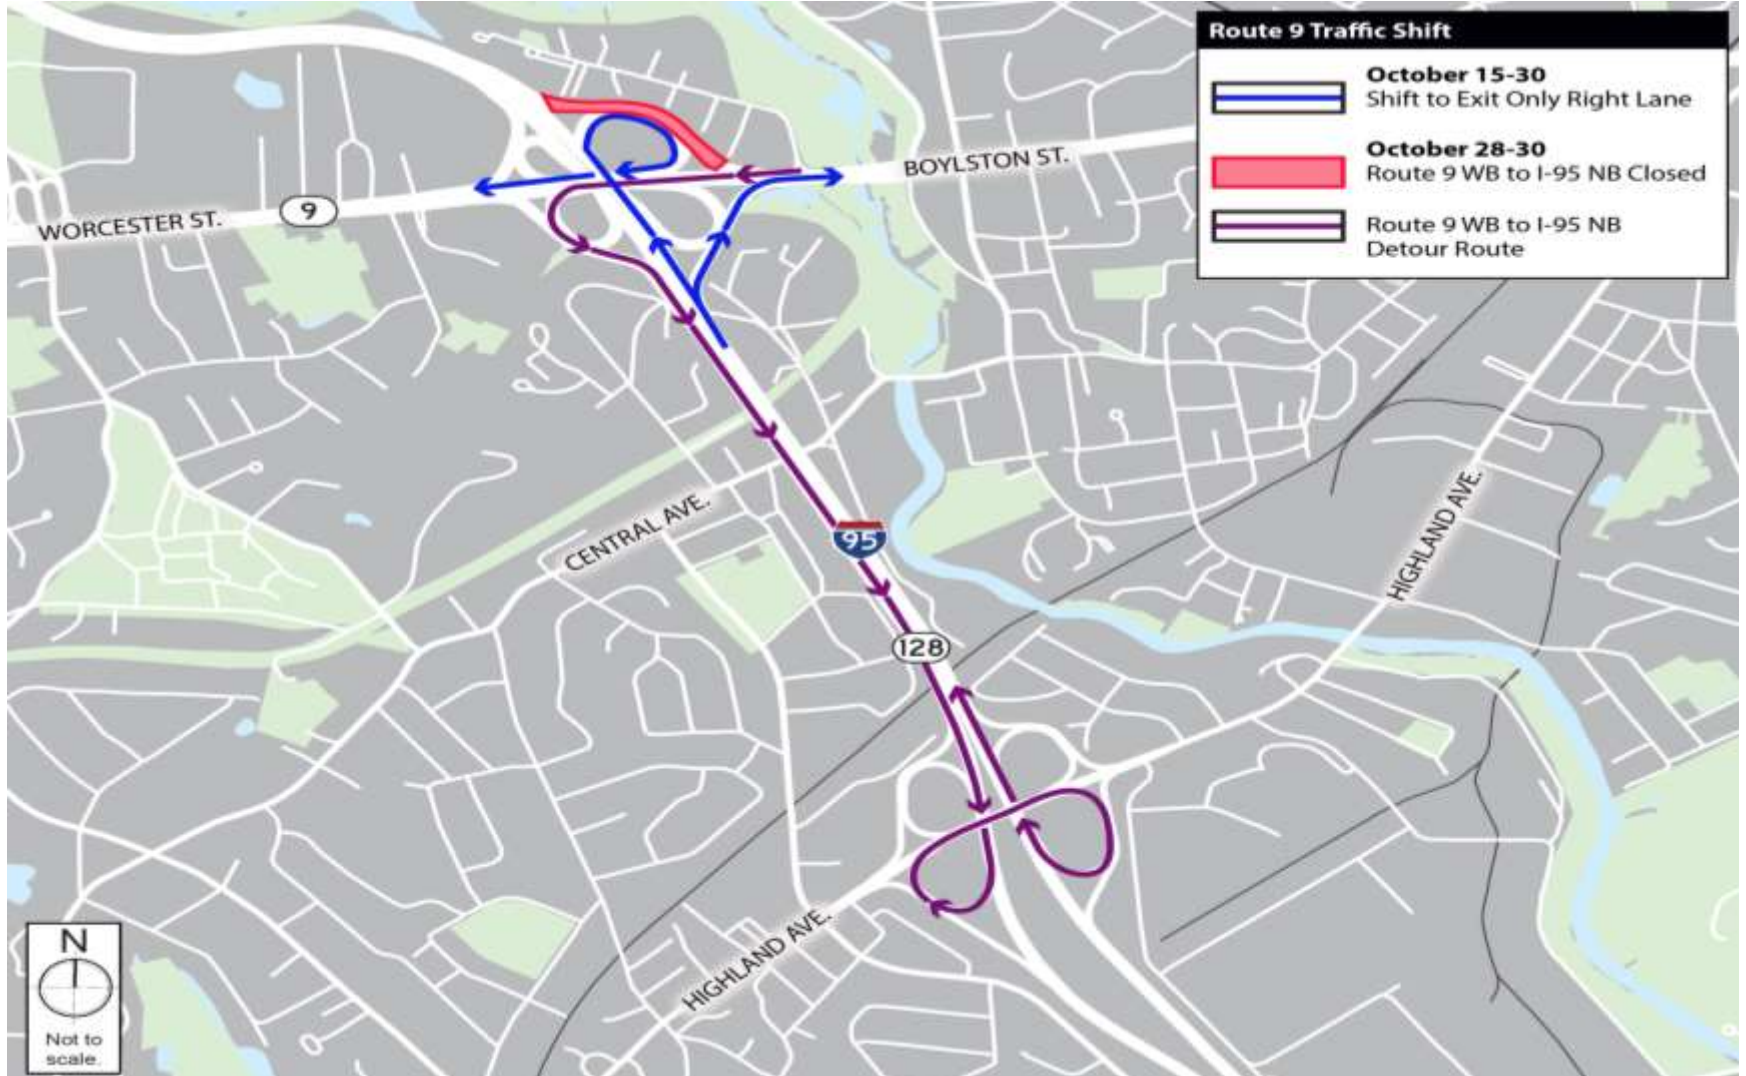 Route 9 Traffic Shift
October 15-30
Shift to Exit Only Right Lane
October 28-30
Route 9 WB to I-95 NB Closed
Route 9 WB to I-95 NB
Detour Route
BOYLSTON ST.
9
WORCESTER ST.
CENTRAL AVE.
95
HIGHLAND AVE.
128
HIGHLAND AVE.
N
Not to
scale.